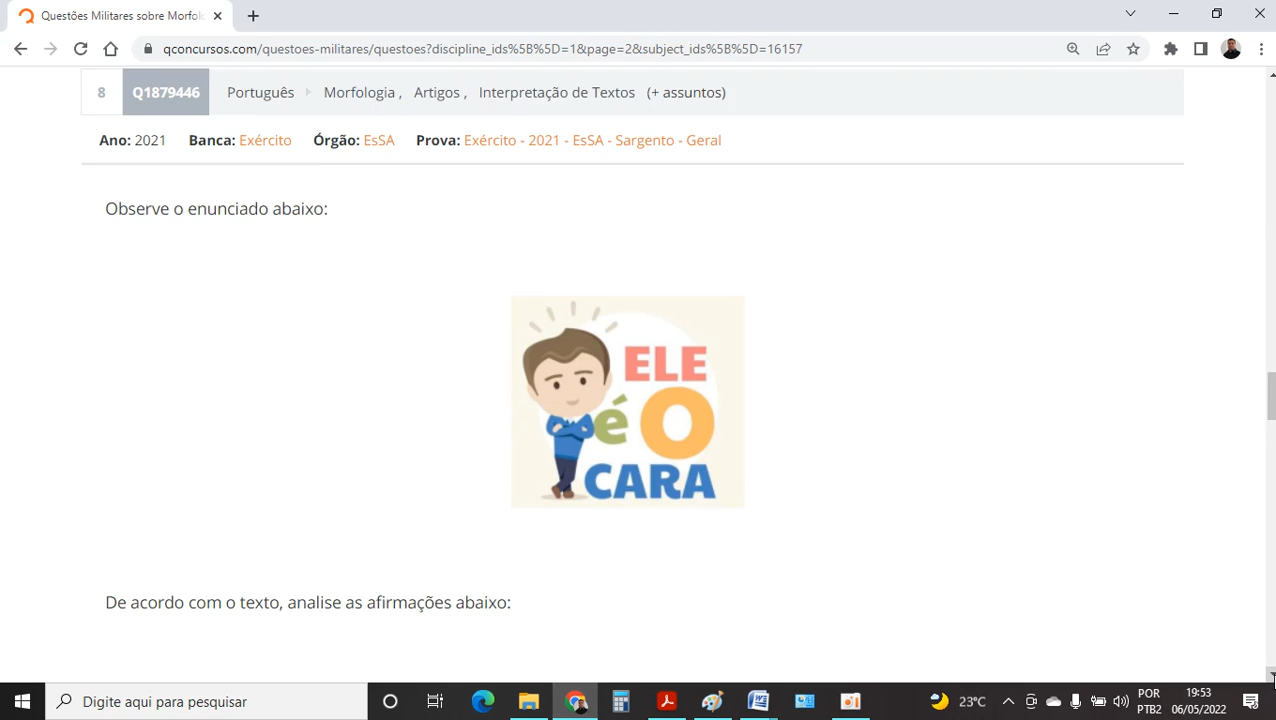 Questões Militares sobre Morfolo
qconcursos.com/questoes-militares/questoes?discipline_ids%5B%5D=1&page=2&subject_ids%5B%5D=16157
8 Q1879446 Português Morfologia , Artigos , Interpretação de Textos (+ assuntos)
Ano: 2021 Banca: Exército Órgão: EsSA Prova: Exército - 2021 - EsSA - Sargento - Geral
Observe o enunciado abaixo:
ELE
é O
CARA
De acordo com o texto, analise as afirmações abaixo:
Digite aqui para pesquisar
23°C
POR
PTB2
19:53
06/05/2022